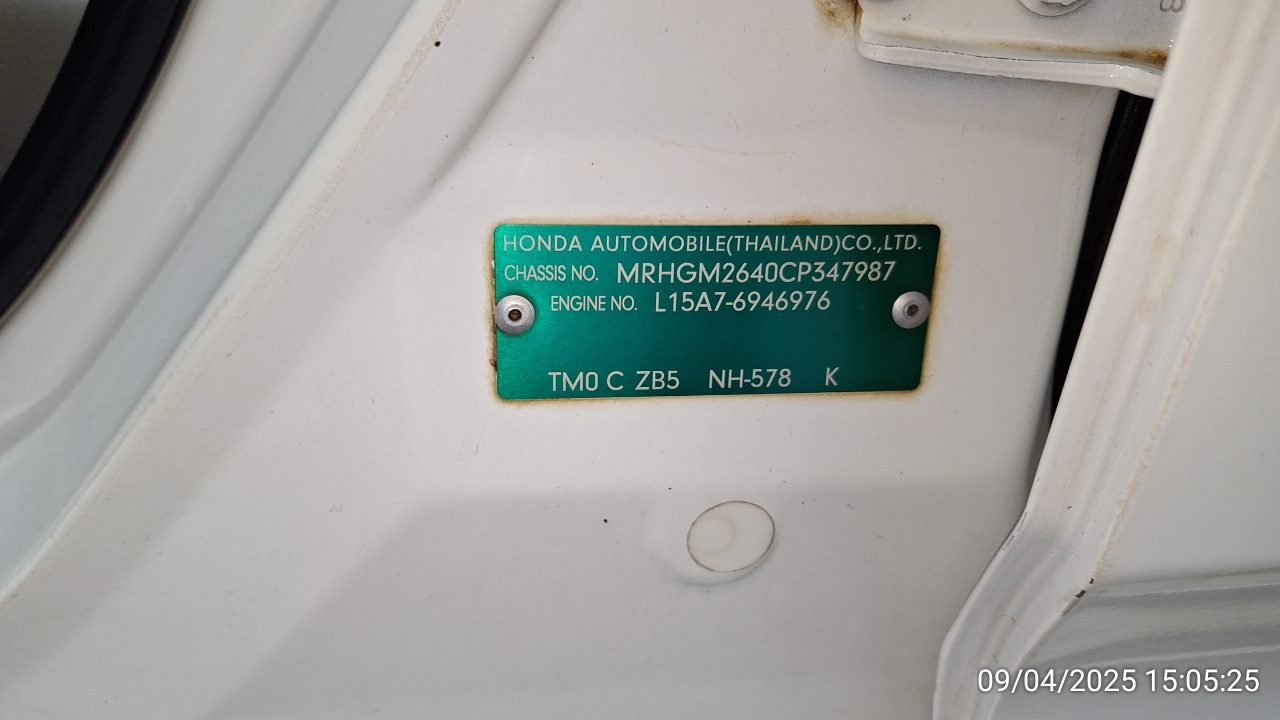 8
HONDA AUTOMOBILE(THAILAND)CO.,LTD.
CHASSIS NO. MRHGM2640CP347987
ENGINE NO. L15A7-6946976
TM0 C ZB5 NH-578 K
09/04/2025 15:05:25